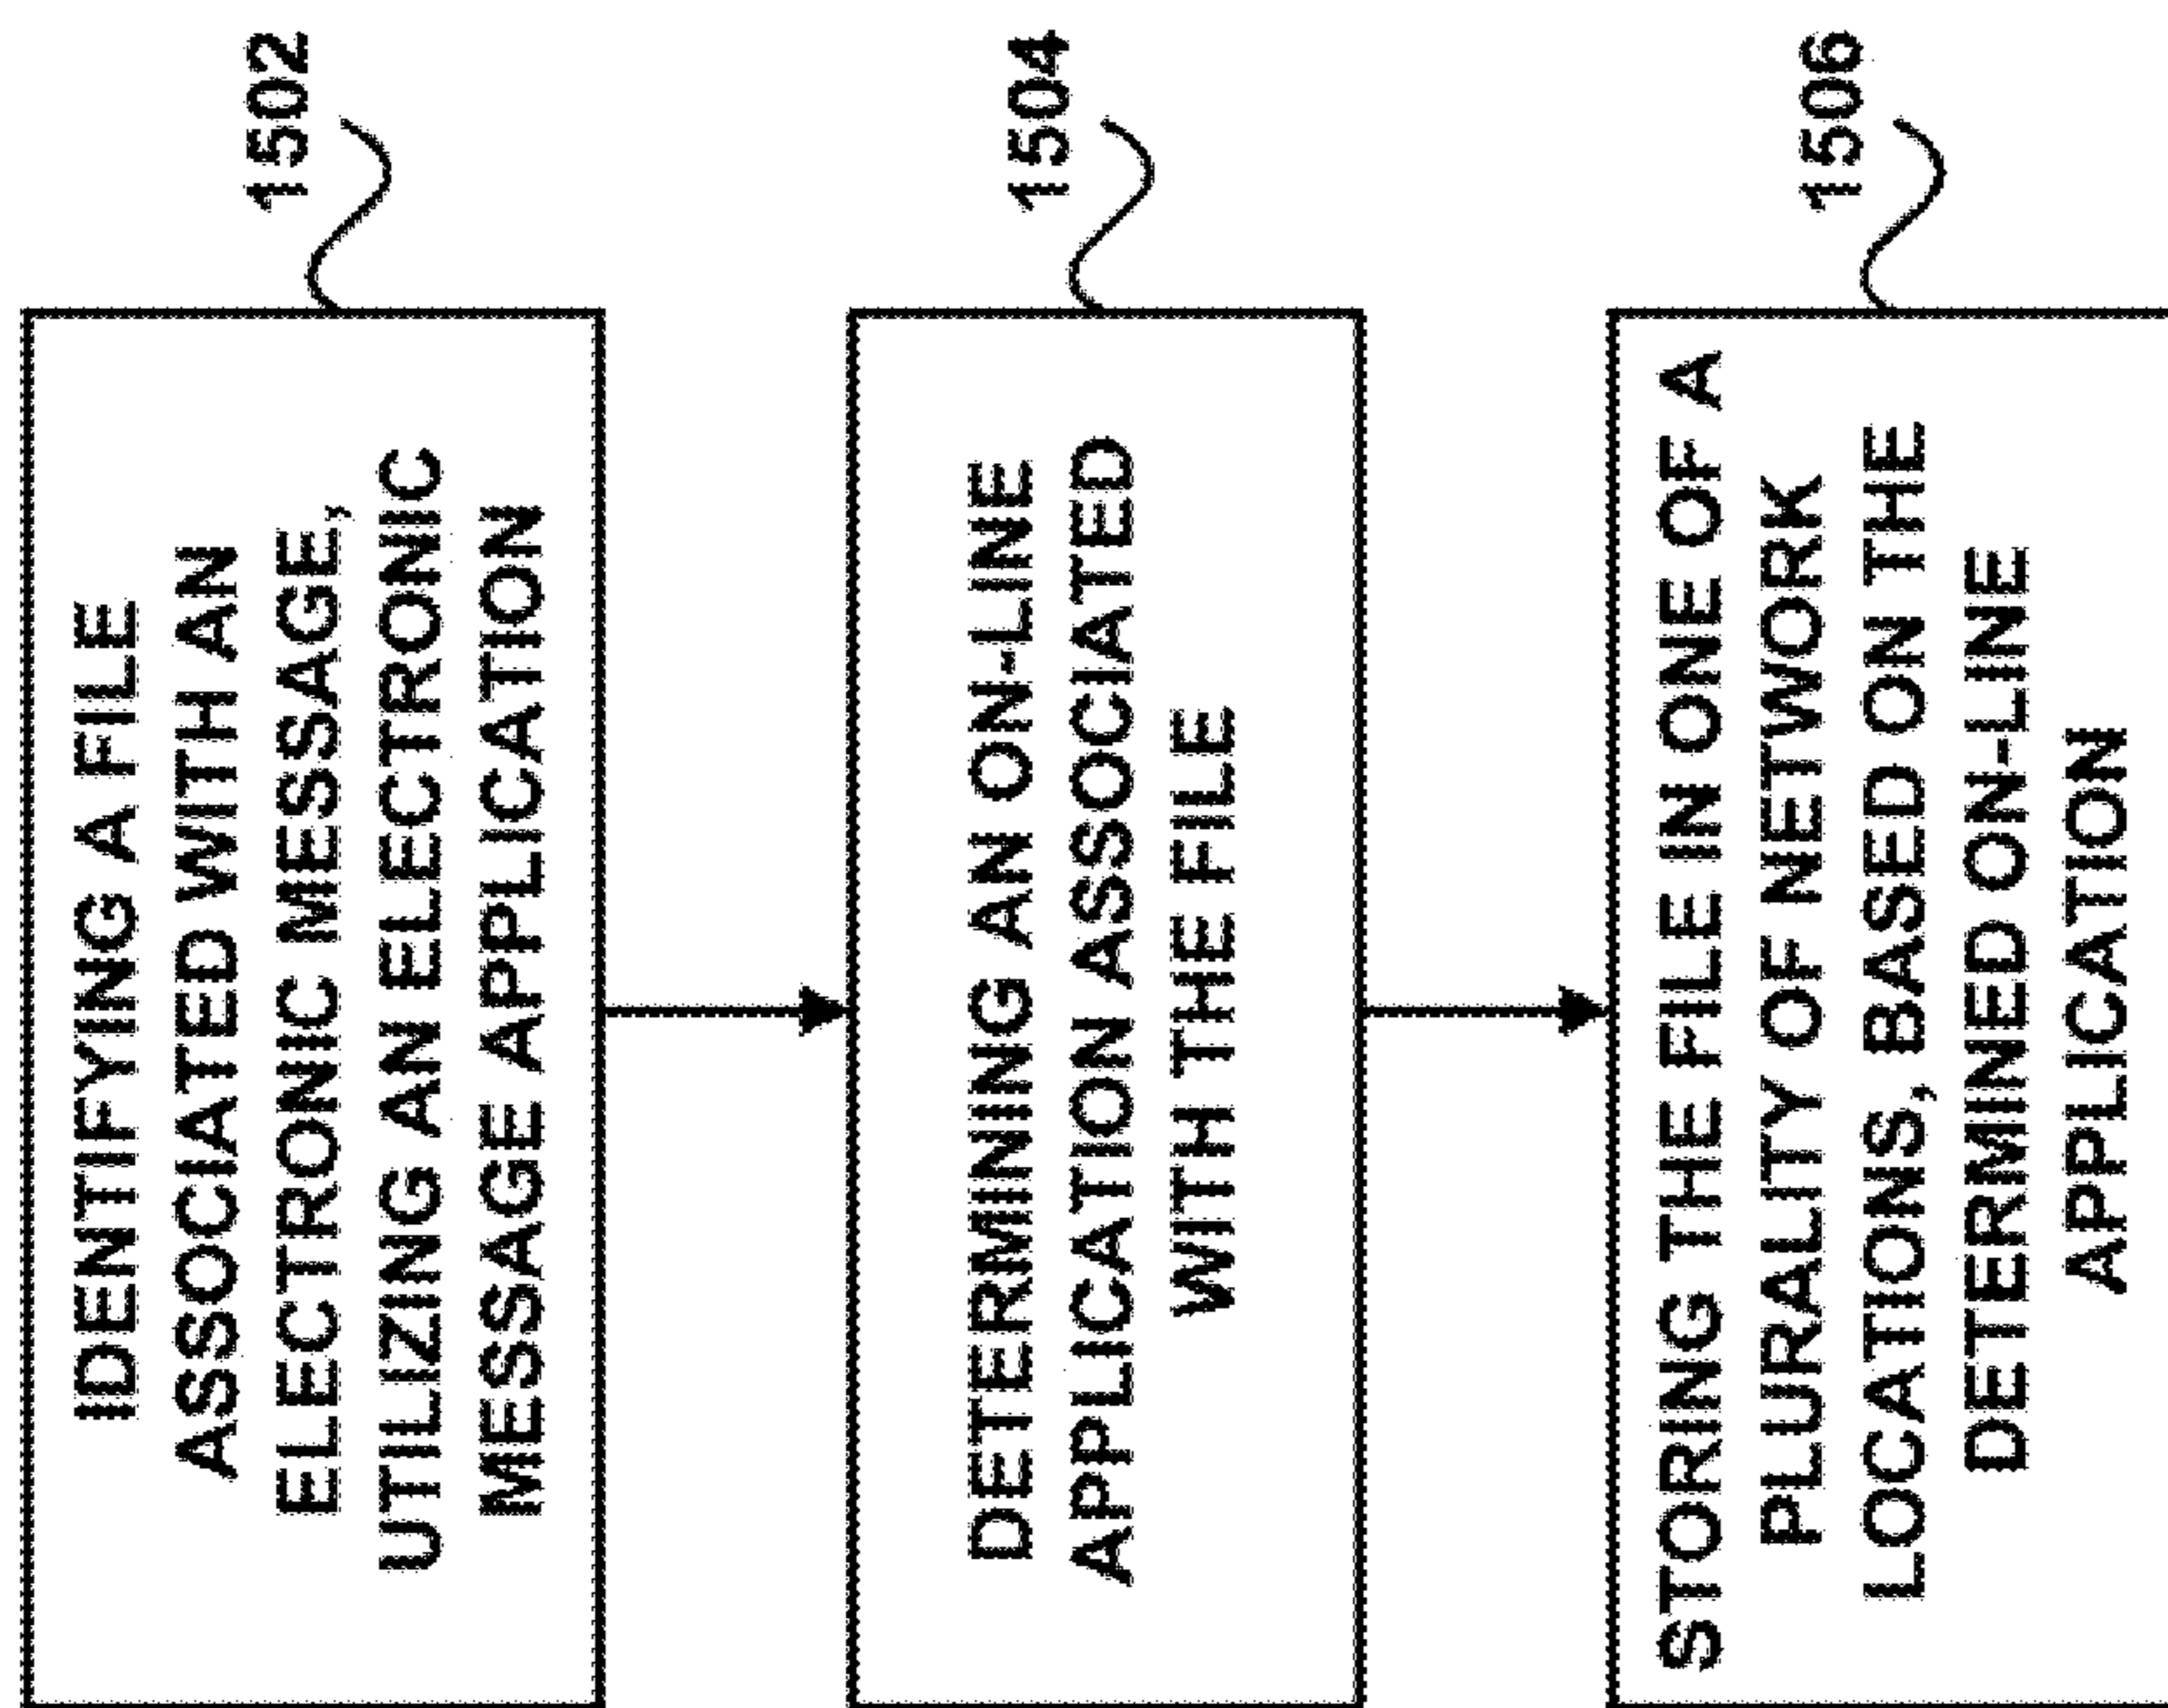 1502
IDENTIFYING A FILE
ASSOCIATED WITH AN
ELECTRONIC MESSAGE,
UTILIZING AN ELECTRONIC
MESSAGE APPLICATION
1504
DETERMINING AN ON-LINE
APPLICATION ASSOCIATED
WITH THE FILE
1506
STORING THE FILE IN ONE OF A
PLURALITY OF NETWORK
LOCATIONS, BASED ON THE
DETERMINED ON-LINE
APPLICATION